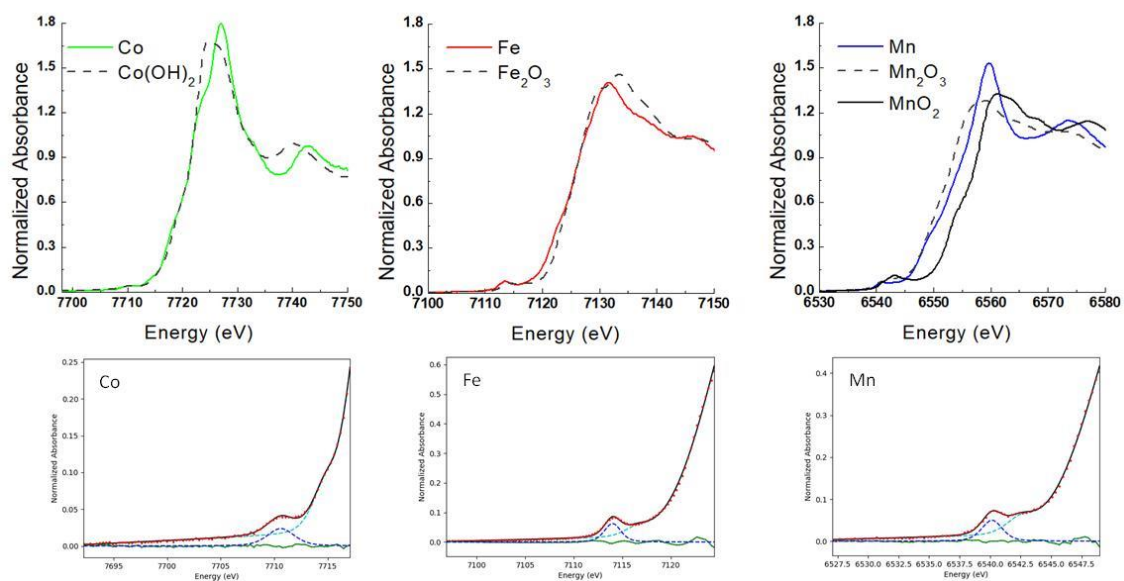 1.8
1.5
1.2
0.9
0.6
0.3
0.0
Normalized Absorbance
Co
Co(OH)₂
7700 7710 7720 7730 7740 7750
Energy (eV)
1.8
1.5
1.2
0.9
0.6
0.3
0.0
Normalized Absorbance
Fe
Fe₂O₃
7100 7110 7120 7130 7140 7150
Energy (eV)
1.8
1.5
1.2
0.9
0.6
0.3
0.0
Normalized Absorbance
Mn
Mn₂O₃
MnO₂
6530 6540 6550 6560 6570 6580
Energy (eV)
Co
0.25
0.20
0.15
0.10
0.05
0.00
Normalized Absorbance
7695 7700 7705 7710 7715
Energy (eV)
Fe
0.6
0.5
0.4
0.3
0.2
0.1
0.0
Normalized Absorbance
7100 7105 7110 7115 7120
Energy (eV)
Mn
0.4
0.3
0.2
0.1
0.0
Normalized Absorbance
6527.5 6530.0 6532.5 6535.0 6537.5 6540.0 6542.5 6545.0 6547.5
Energy (eV)